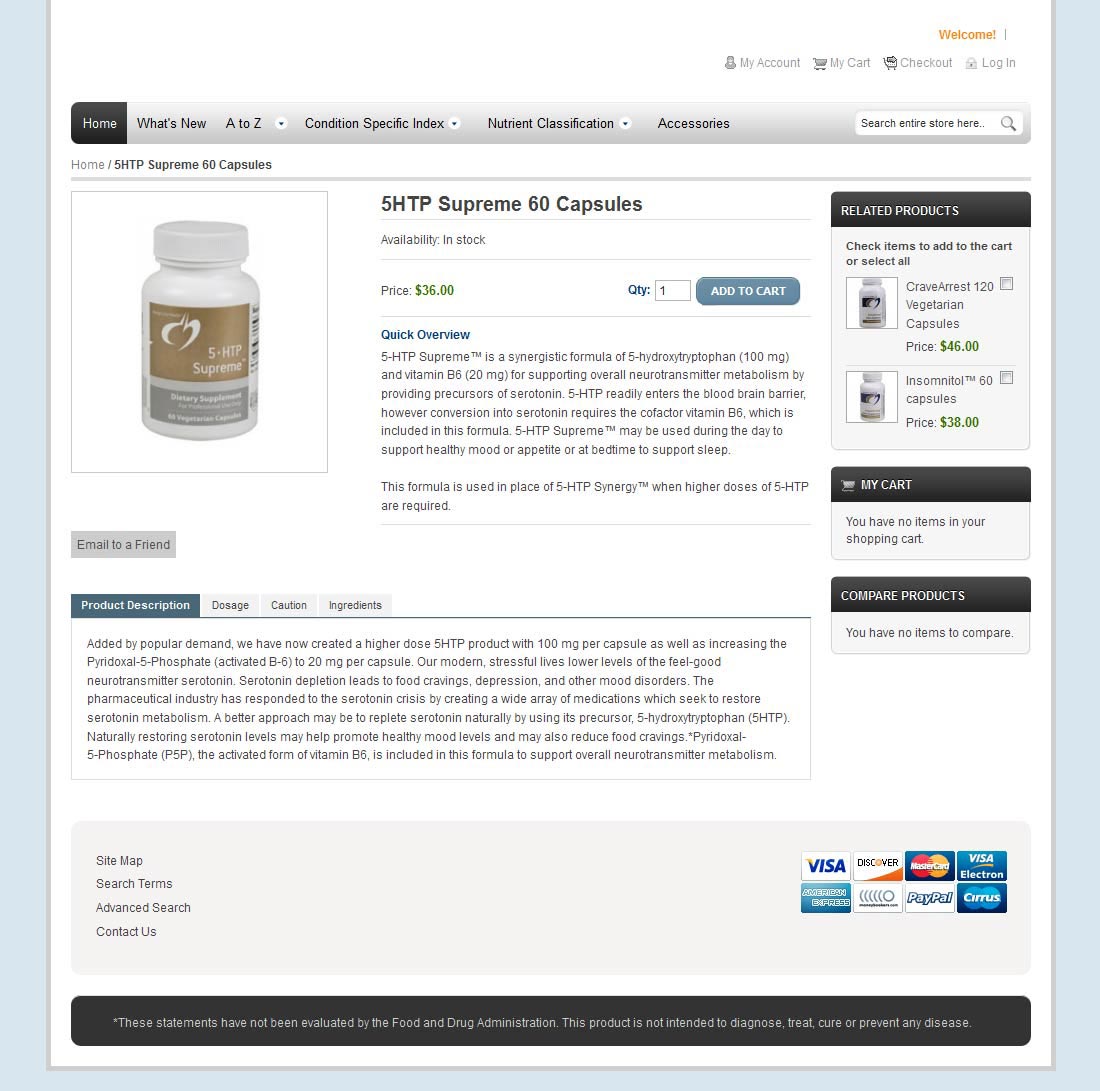 Welcome! |
My Account My Cart Checkout Log In
Home What's New A to Z Condition Specific Index Nutrient Classification Accessories Search entire store here..
Home / 5HTP Supreme 60 Capsules
5·HTP
Supreme™
Dietary Supplement
For Professional Use Only
60 Vegetarian Capsules
Email to a Friend
5HTP Supreme 60 Capsules
Availability: In stock
Price: $36.00 Qty: 1 ADD TO CART
Quick Overview
5-HTP Supreme™ is a synergistic formula of 5-hydroxytryptophan (100 mg)
and vitamin B6 (20 mg) for supporting overall neurotransmitter metabolism by
providing precursors of serotonin. 5-HTP readily enters the blood brain barrier,
however conversion into serotonin requires the cofactor vitamin B6, which is
included in this formula. 5-HTP Supreme™ may be used during the day to
support healthy mood or appetite or at bedtime to support sleep.
This formula is used in place of 5-HTP Synergy™ when higher doses of 5-HTP
are required.
RELATED PRODUCTS
Check items to add to the cart
or select all
CraveArrest 120
Vegetarian
Capsules
Price: $46.00
Insomnitol™ 60
capsules
Price: $38.00
MY CART
You have no items in your
shopping cart.
COMPARE PRODUCTS
You have no items to compare.
Product Description Dosage Caution Ingredients
Added by popular demand, we have now created a higher dose 5HTP product with 100 mg per capsule as well as increasing the
Pyridoxal-5-Phosphate (activated B-6) to 20 mg per capsule. Our modern, stressful lives lower levels of the feel-good
neurotransmitter serotonin. Serotonin depletion leads to food cravings, depression, and other mood disorders. The
pharmaceutical industry has responded to the serotonin crisis by creating a wide array of medications which seek to restore
serotonin metabolism. A better approach may be to replete serotonin naturally by using its precursor, 5-hydroxytryptophan (5HTP).
Naturally restoring serotonin levels may help promote healthy mood levels and may also reduce food cravings.*Pyridoxal-
5-Phosphate (P5P), the activated form of vitamin B6, is included in this formula to support overall neurotransmitter metabolism.
Site Map
Search Terms
Advanced Search
Contact Us
VISA DISCOVER MasterCard VISA Electron
AMERICAN EXPRESS moneybookers.com PayPal Cirrus
*These statements have not been evaluated by the Food and Drug Administration. This product is not intended to diagnose, treat, cure or prevent any disease.